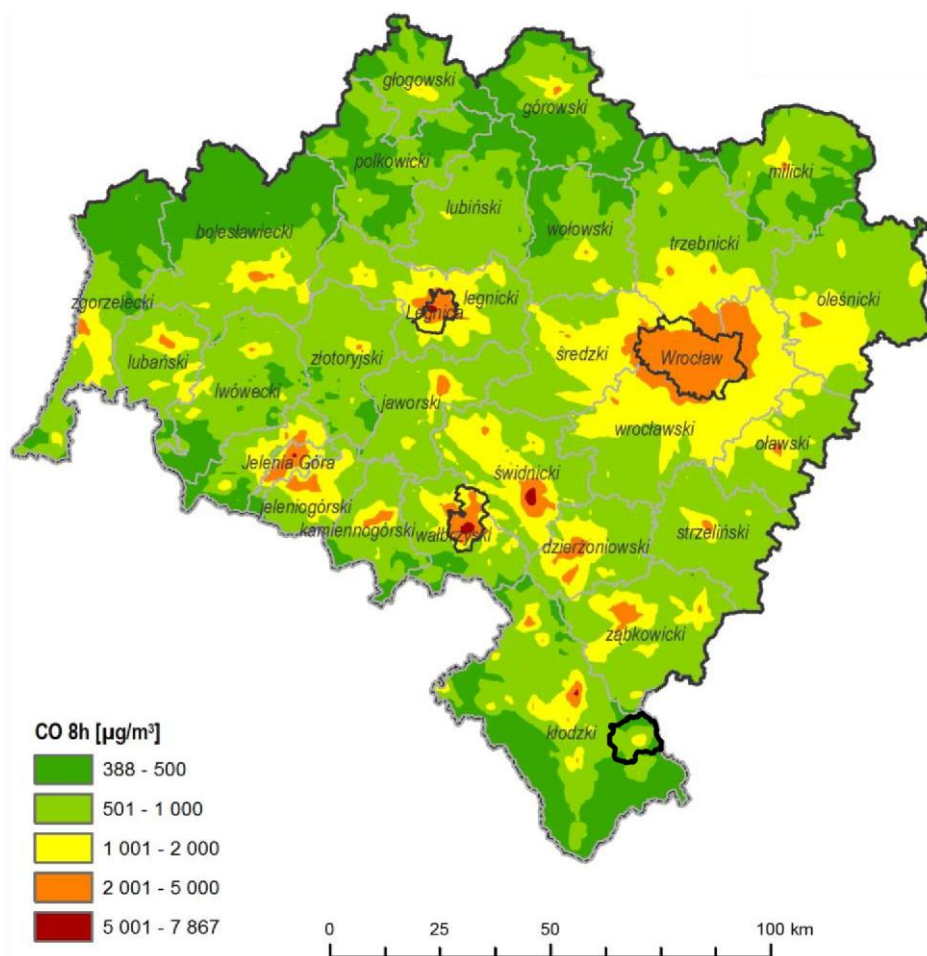 głogowski
górowski
polkowicki
milicki
lubiński
bolesławiecki
wołowski
trzebnicki
zgorzelecki
legnicki
oleśnicki
Legnica
lubański
złotoryjski
średzki
Wrocław
lwówecki
jaworski
wrocławski
oławski
Jelenia Góra
świdnicki
jeleniogórski
kamiennogórski
wałbrzyski
dzierżoniowski
strzeliński
ząbkowicki
kłodzki
CO 8h [µg/m³]
388 - 500
501 - 1 000
1 001 - 2 000
2 001 - 5 000
5 001 - 7 867
0 25 50 100 km